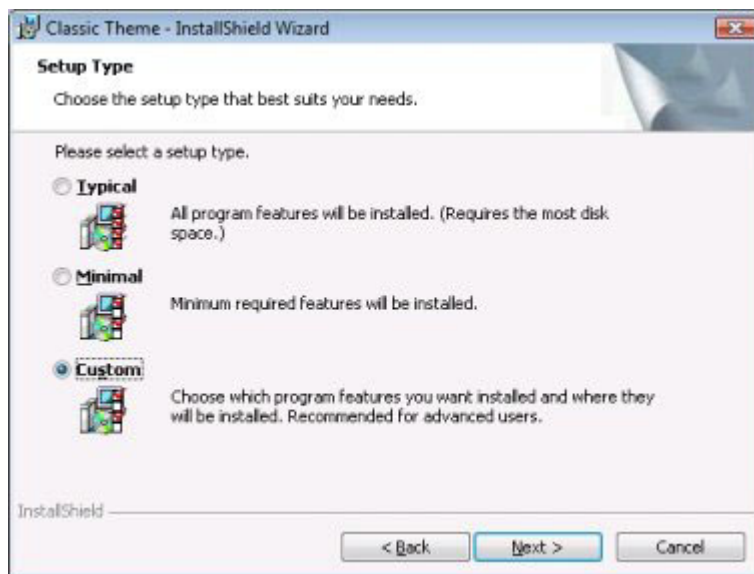 Classic Theme - InstallShield Wizard
Setup Type
Choose the setup type that best suits your needs.
Please select a setup type.
Typical
All program features will be installed. (Requires the most disk
space.)
Minimal
Minimum required features will be installed.
Custom
Choose which program features you want installed and where they
will be installed. Recommended for advanced users.
InstallShield
< Back Next > Cancel